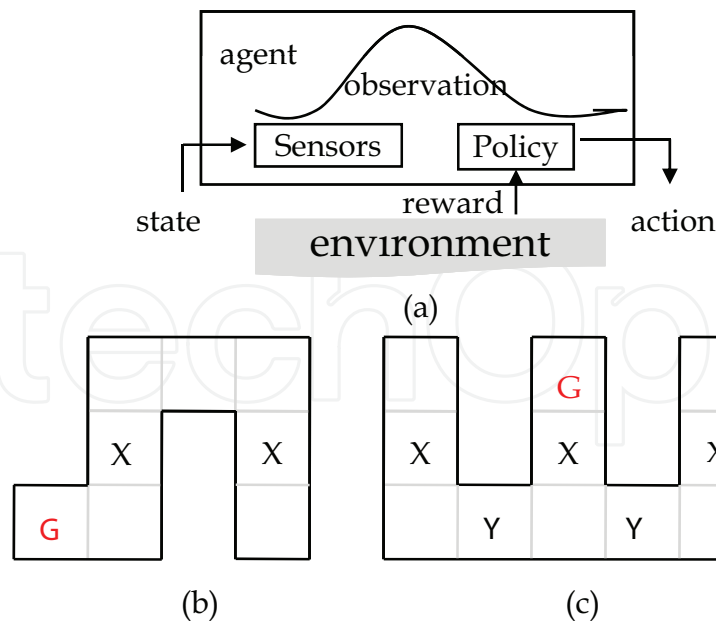 agent
observation
Sensors Policy
state reward action
environment
(a)
G
X X X X X
G Y Y
(b) (c)